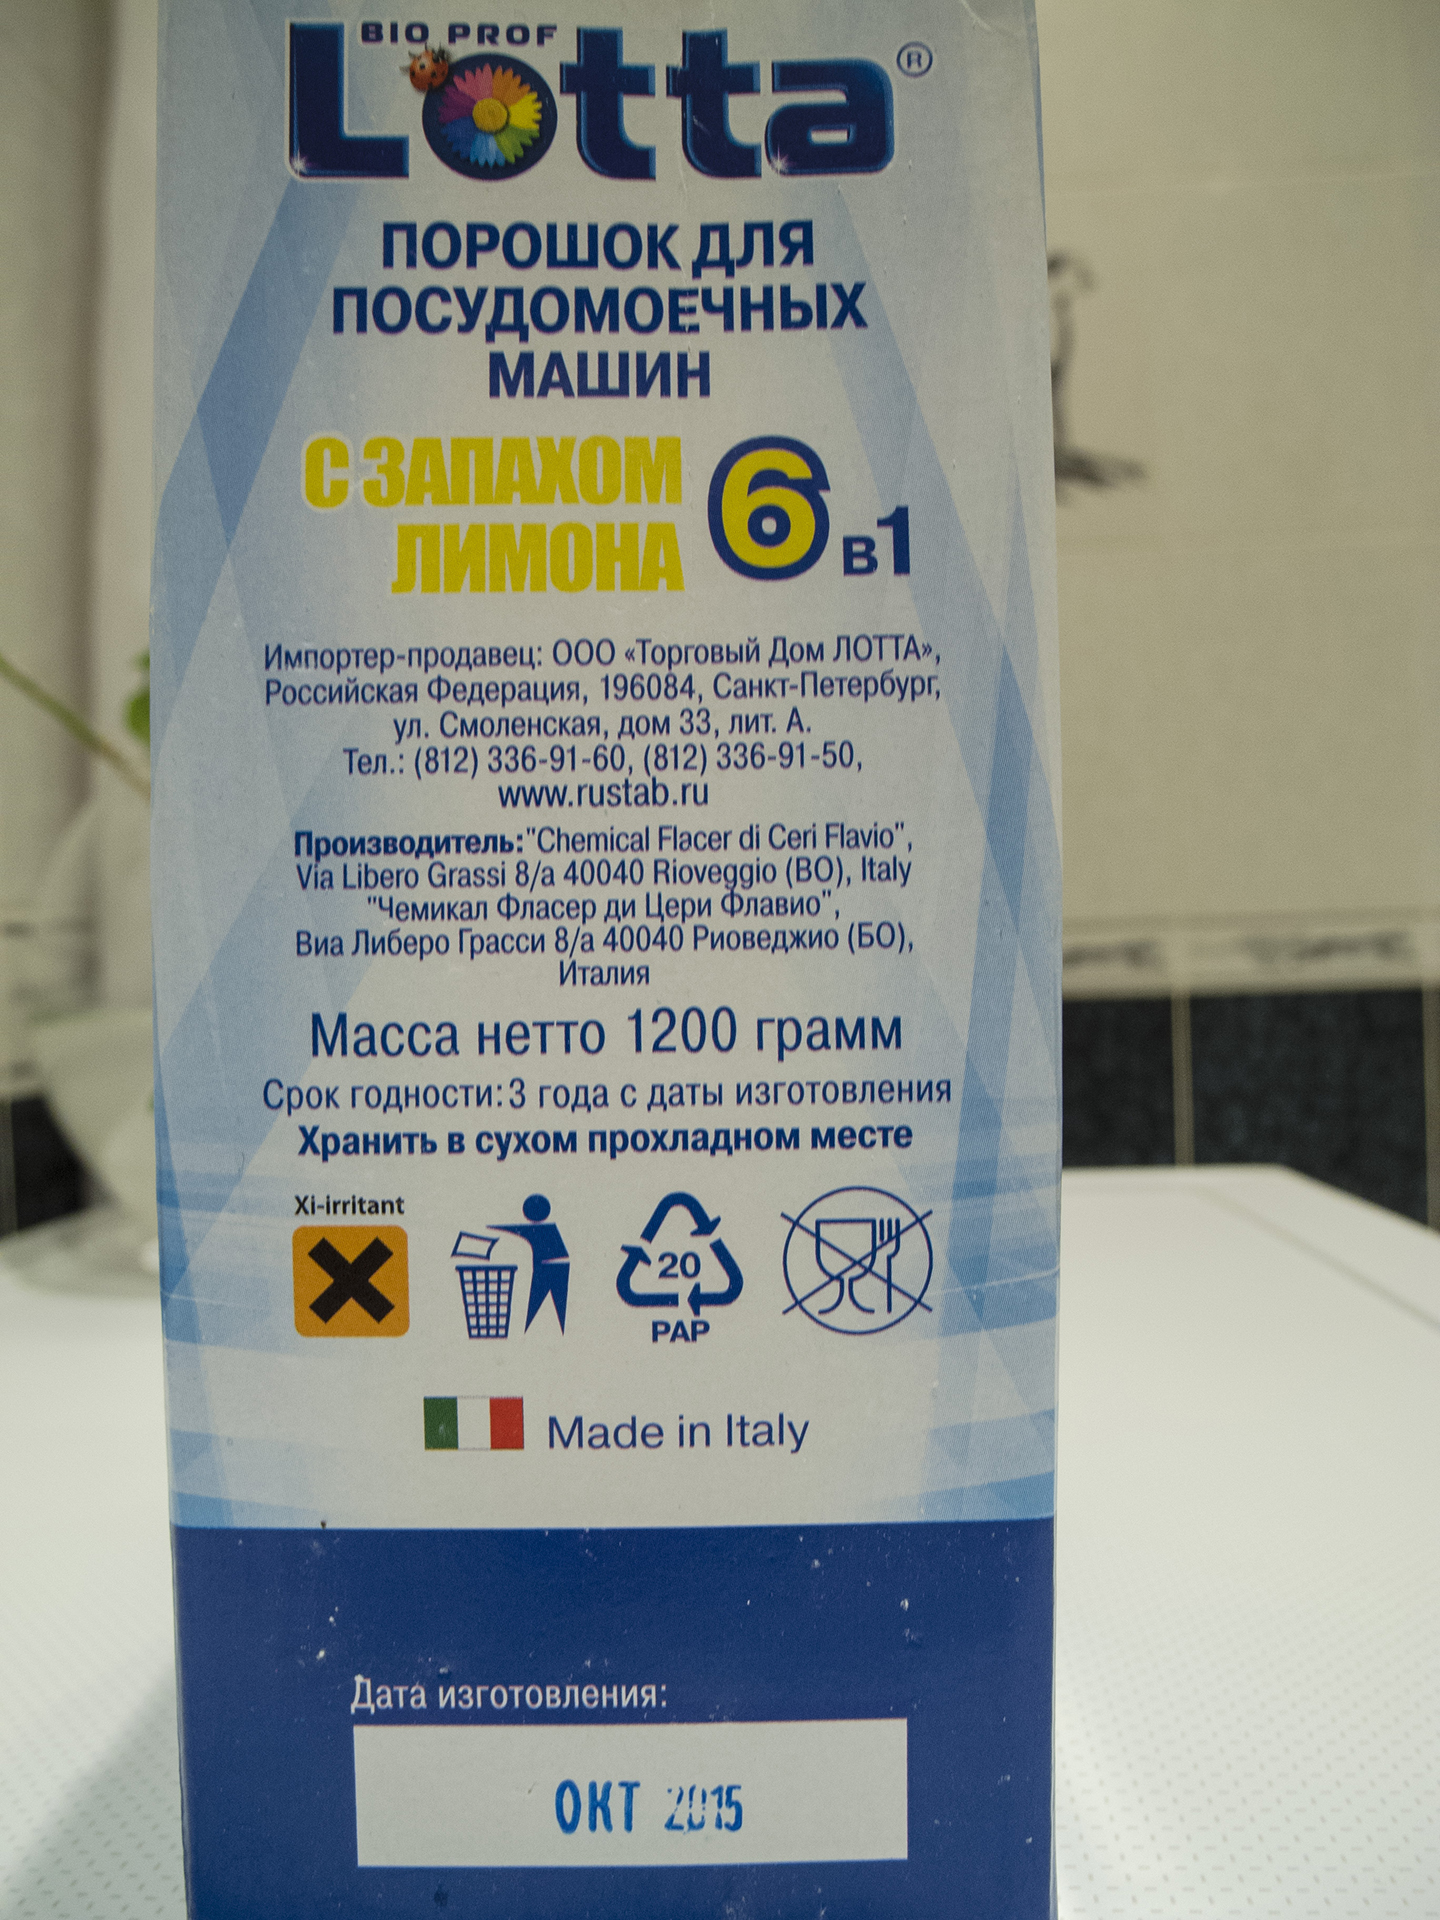 BIO PROF
Lotta®
ПОРОШОК ДЛЯ
ПОСУДОМОЕЧНЫХ
МАШИН
С ЗАПАХОМ
ЛИМОНА
6 в 1
Импортер-продавец: ООО «Торговый Дом ЛОТТА»,
Российская Федерация, 196084, Санкт-Петербург,
ул. Смоленская, дом 33, лит. А.
Тел.: (812) 336-91-60, (812) 336-91-50,
www.rustab.ru
Производитель:"Chemical Flacer di Ceri Flavio",
Via Libero Grassi 8/a 40040 Rioveggio (BO), Italy
"Чемикал Фласер ди Цери Флавио",
Виа Либеро Грасси 8/а 40040 Риоведжио (БО),
Италия
Масса нетто 1200 грамм
Срок годности: 3 года с даты изготовления
Хранить в сухом прохладном месте
Xi-irritant
20
PAP
Made in Italy
Дата изготовления:
ОКТ 2015